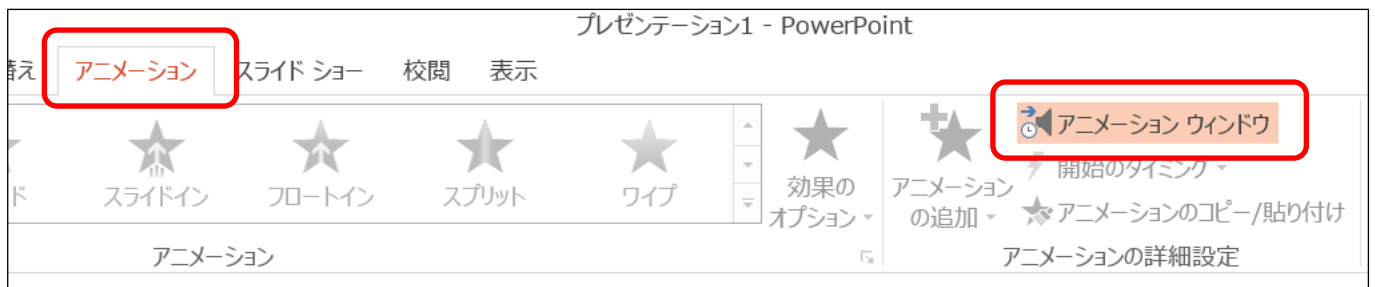 プレゼンテーション1 - PowerPoint
替え アニメーション スライド ショー 校閲 表示
アニメーション ウィンドウ
開始のタイミング
ド スライドイン フロートイン スプリット ワイプ 効果の オプション アニメーション の追加
アニメーションのコピー/貼り付け
アニメーション アニメーションの詳細設定